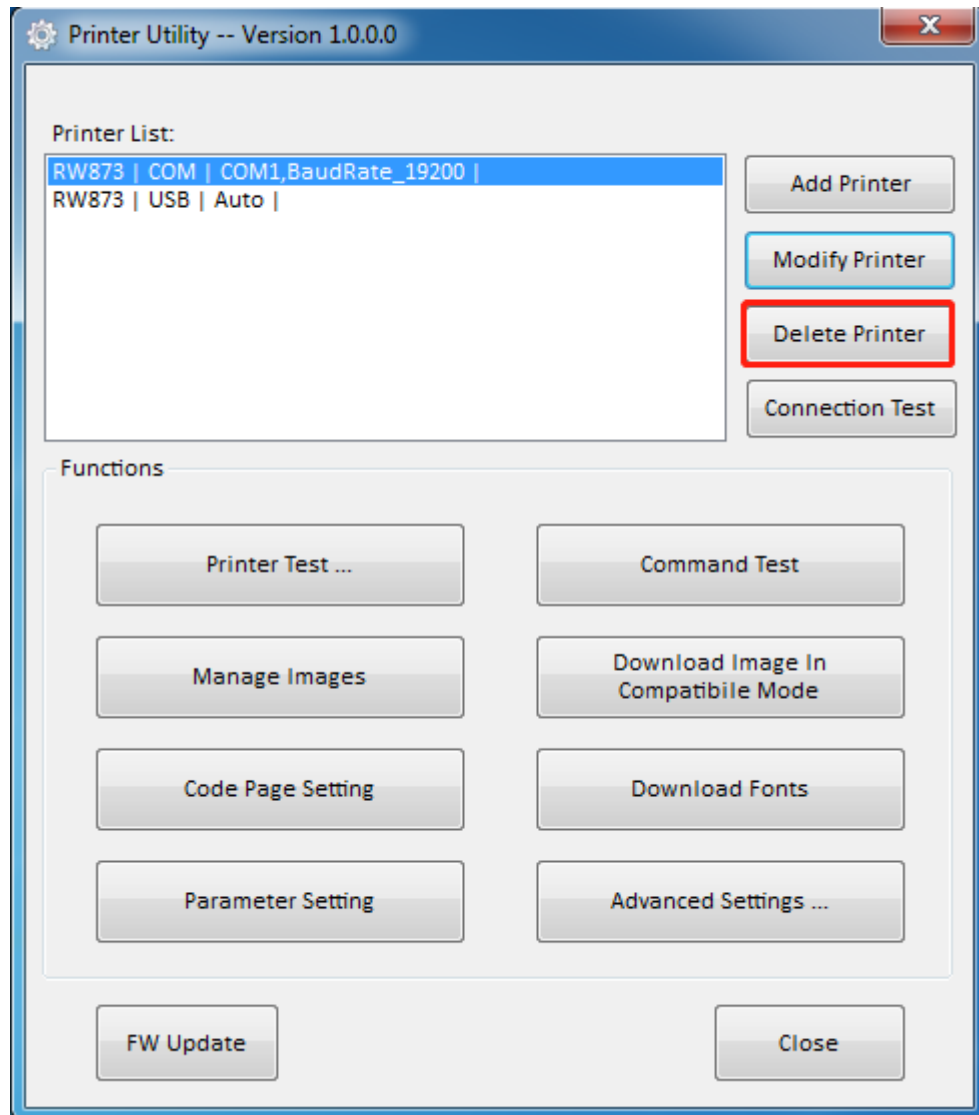 Printer Utility -- Version 1.0.0.0
Printer List:
RW873 | COM | COM1,BaudRate_19200 |
RW873 | USB | Auto |
Add Printer
Modify Printer
Delete Printer
Connection Test
Functions
Printer Test ...
Command Test
Manage Images
Download Image In
Compatibile Mode
Code Page Setting
Download Fonts
Parameter Setting
Advanced Settings ...
FW Update
Close